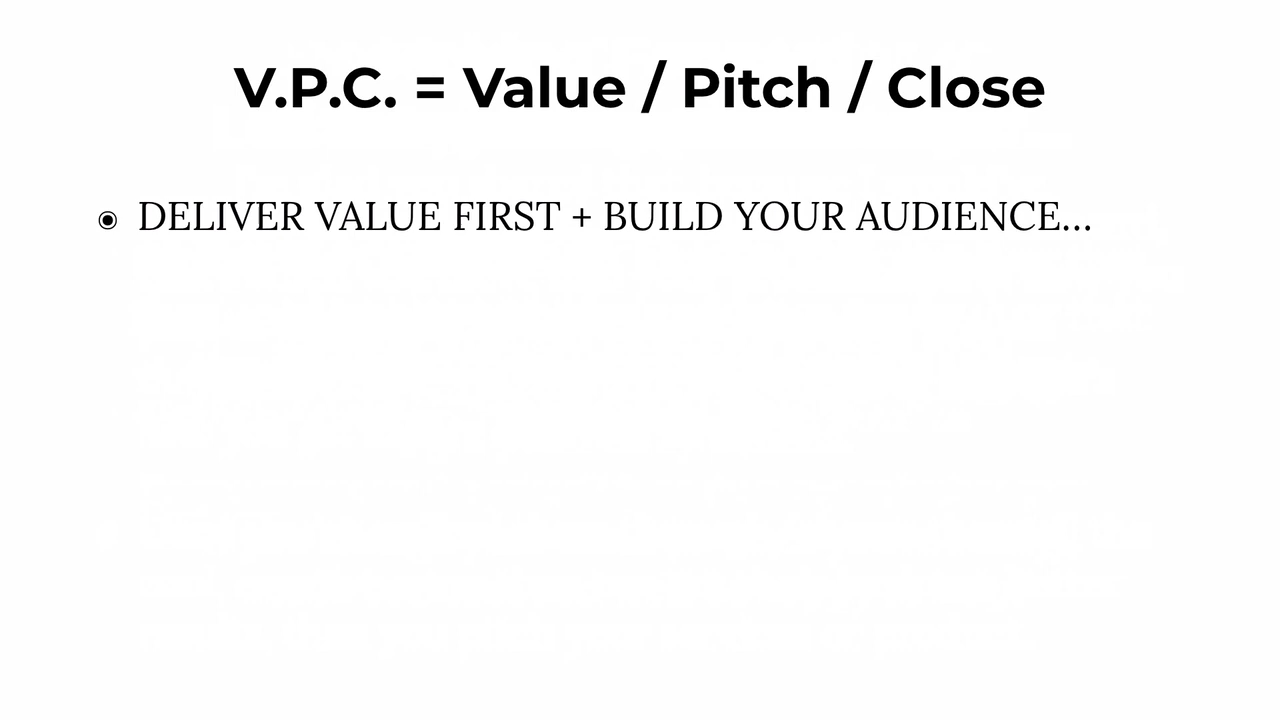 V.P.C. = Value / Pitch / Close
◉ DELIVER VALUE FIRST + BUILD YOUR AUDIENCE...